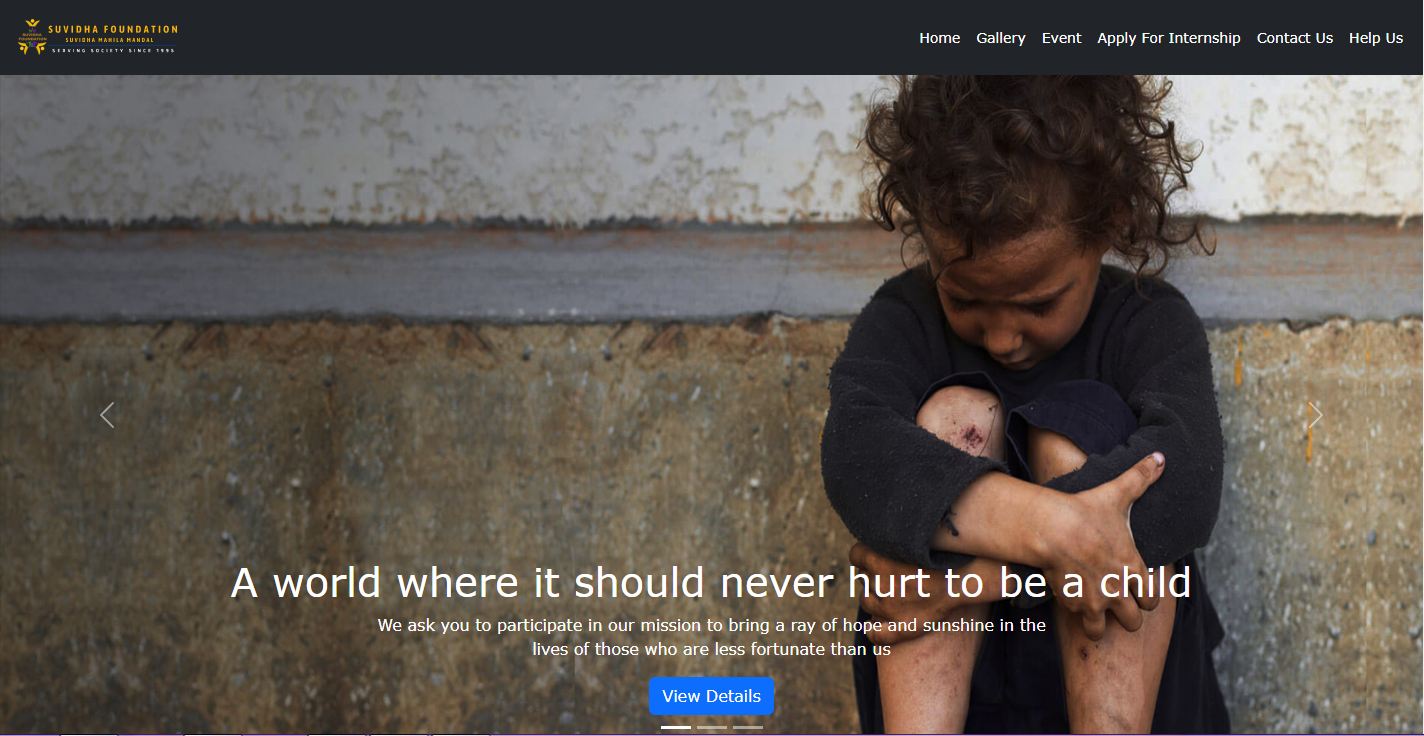 SUVIDHA FOUNDATION
SUVIDHA MAHILA MANDAL
SERVING SOCIETY SINCE 1995
SUVIDHA
FOUNDATION
Home Gallery Event Apply For Internship Contact Us Help Us
A world where it should never hurt to be a child
We ask you to participate in our mission to bring a ray of hope and sunshine in the
lives of those who are less fortunate than us
View Details